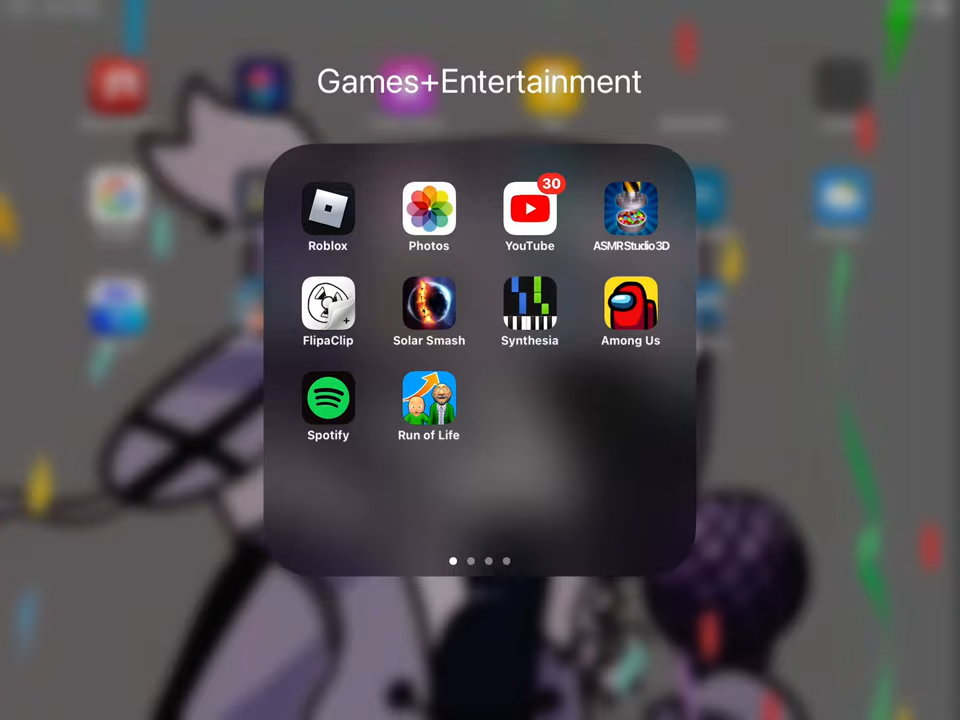 Games+Entertainment
30
Roblox Photos YouTube ASMRStudio3D
FlipaClip Solar Smash Synthesia Among Us
Spotify Run of Life